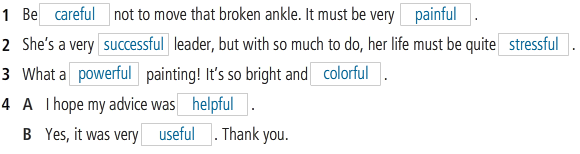 1 Be careful not to move that broken ankle. It must be very painful .
2 She's a very successful leader, but with so much to do, her life must be quite stressful .
3 What a powerful painting! It's so bright and colorful .
4 A I hope my advice was helpful .
B Yes, it was very useful . Thank you.